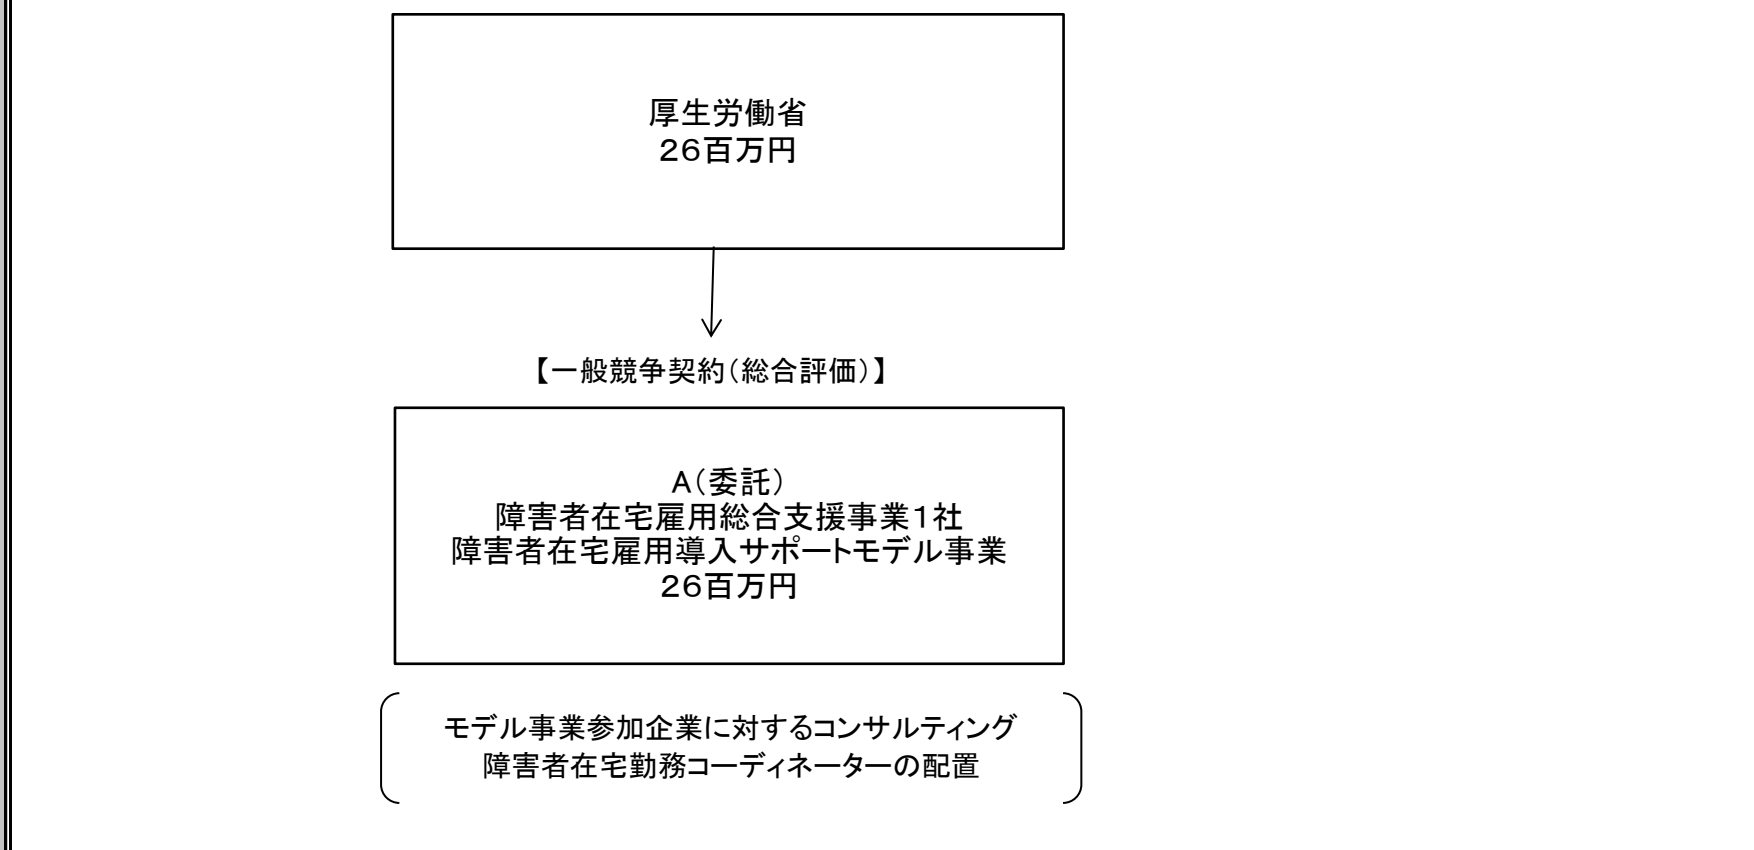 厚生労働省
２６百万円
【一般競争契約（総合評価）】
A（委託）
障害者在宅雇用総合支援事業１社
障害者在宅雇用導入サポートモデル事業
２６百万円
モデル事業参加企業に対するコンサルティング
障害者在宅勤務コーディネーターの配置